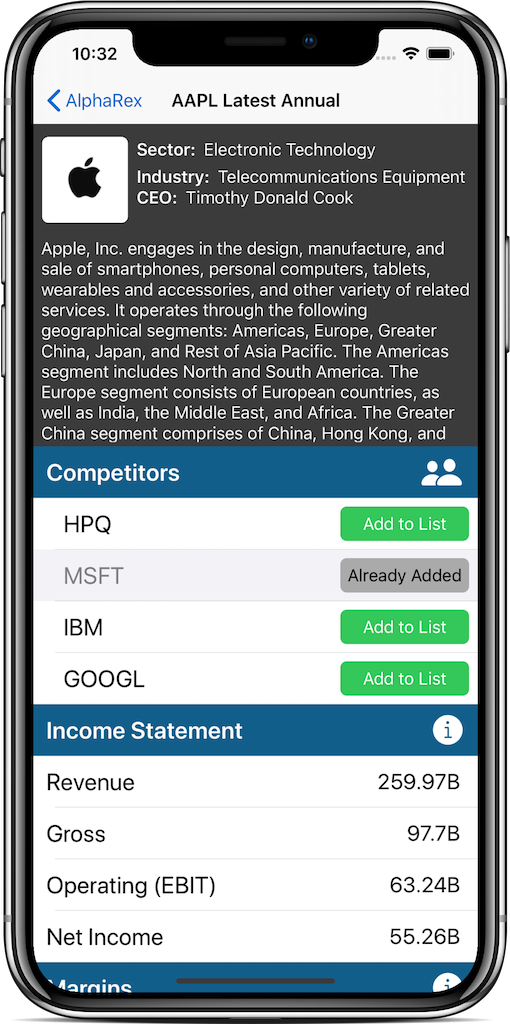 10:32
AlphaRex
AAPL Latest Annual
Sector: Electronic Technology
Industry: Telecommunications Equipment
CEO: Timothy Donald Cook
Apple, Inc. engages in the design, manufacture, and
sale of smartphones, personal computers, tablets,
wearables and accessories, and other variety of related
services. It operates through the following
geographical segments: Americas, Europe, Greater
China, Japan, and Rest of Asia Pacific. The Americas
segment includes North and South America. The
Europe segment consists of European countries, as
well as India, the Middle East, and Africa. The Greater
China segment comprises of China, Hong Kong, and
Competitors
HPQ Add to List
MSFT Already Added
IBM Add to List
GOOGL Add to List
Income Statement i
Revenue 259.97B
Gross 97.7B
Operating (EBIT) 63.24B
Net Income 55.26B
Margins i